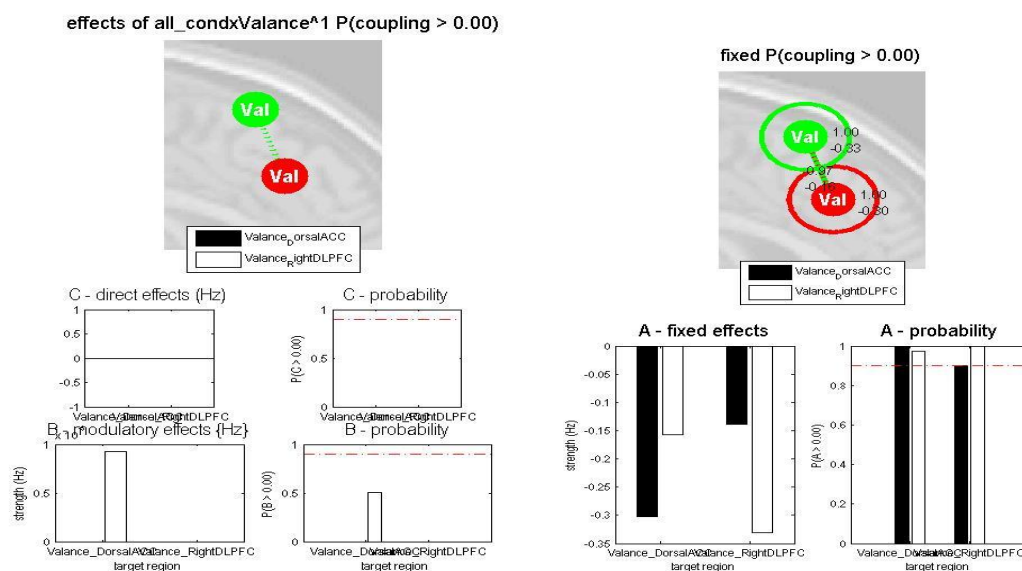 effects of all_condxValance^1 P(coupling > 0.00)
Val
Val
Valance_DorsalACC
Valance_RightDLPFC
C - direct effects (Hz)
1
0.5
0
-0.5
-1
C - probability
P(C > 0.00)
1
0.5
0
B - modulatory effects {Hz}
strength (Hz)
1
0.5
0
Valance_DorsalACC
Valance_RightDLPFC
target region
B - probability
P(B > 0.00)
1
0.5
0
target region
fixed P(coupling > 0.00)
Val
1.00
-0.33
Val
1.00
-0.30
Valance_DorsalACC
Valance_RightDLPFC
A - fixed effects
strength (Hz)
0
-0.05
-0.1
-0.15
-0.2
-0.25
-0.3
-0.35
Valance_DorsalACC
Valance_RightDLPFC
target region
A - probability
P(A > 0.00)
1
0.8
0.6
0.4
0.2
0
target region